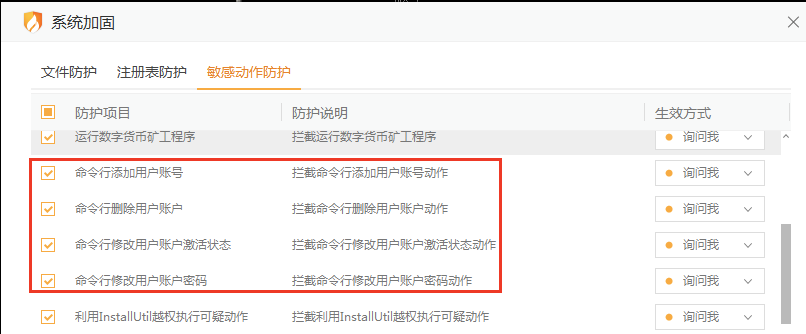 系统加固
文件防护 注册表防护 敏感动作防护
防护项目 防护说明 生效方式
运行数字货币矿工程序 拦截运行数字货币矿工程序 询问我
命令行添加用户账号 拦截命令行添加用户账号动作 询问我
命令行删除用户账户 拦截命令行删除用户账户动作 询问我
命令行修改用户账户激活状态 拦截命令行修改用户账户激活状态动作 询问我
命令行修改用户账户密码 拦截命令行修改用户账户密码动作 询问我
利用InstallUtil越权执行可疑动作 拦截利用InstallUtil越权执行可疑动作 询问我